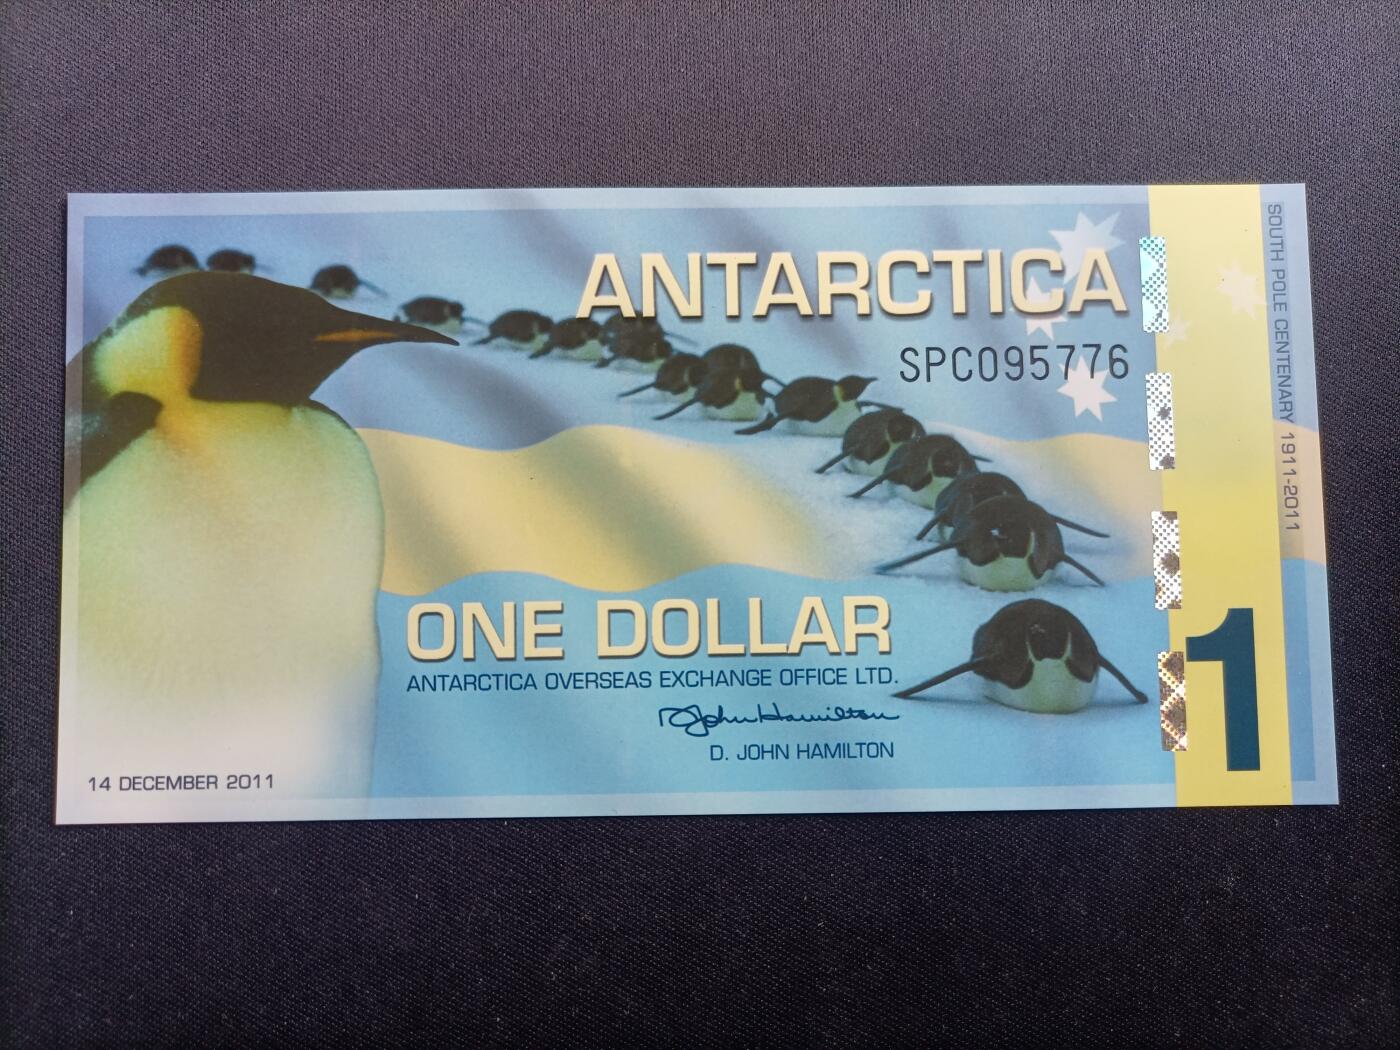 ANTARCTICA
SPC095776
ONE DOLLAR
ANTARCTICA OVERSEAS EXCHANGE OFFICE LTD.
D John Hamilton
D. JOHN HAMILTON
14 DECEMBER 2011
1
SOUTH POLE CENTENARY 1911-2011